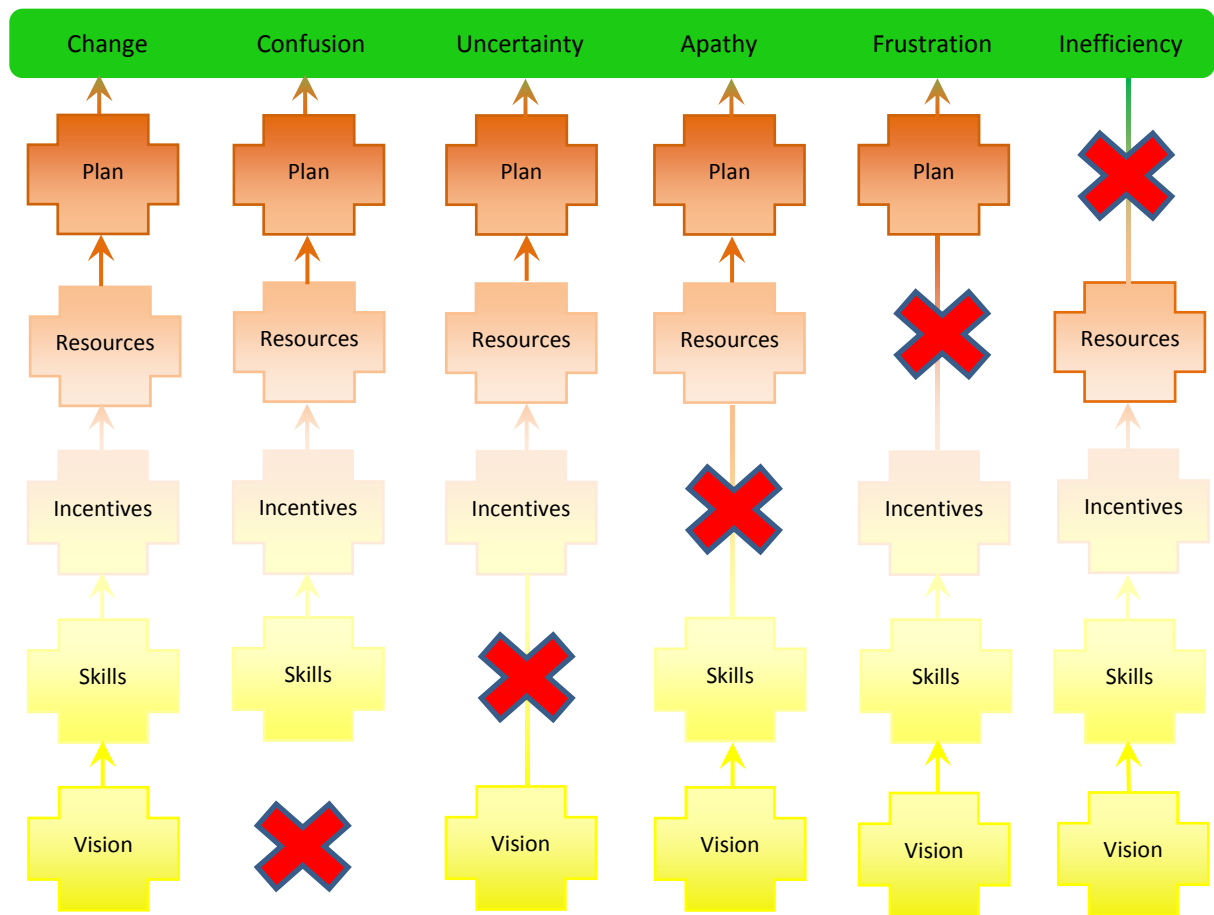 Change Confusion Uncertainty Apathy Frustration Inefficiency
Plan Plan Plan Plan Plan
Resources Resources Resources Resources Resources
Incentives Incentives Incentives Incentives Incentives
Skills Skills Skills Skills Skills
Vision Vision Vision Vision Vision